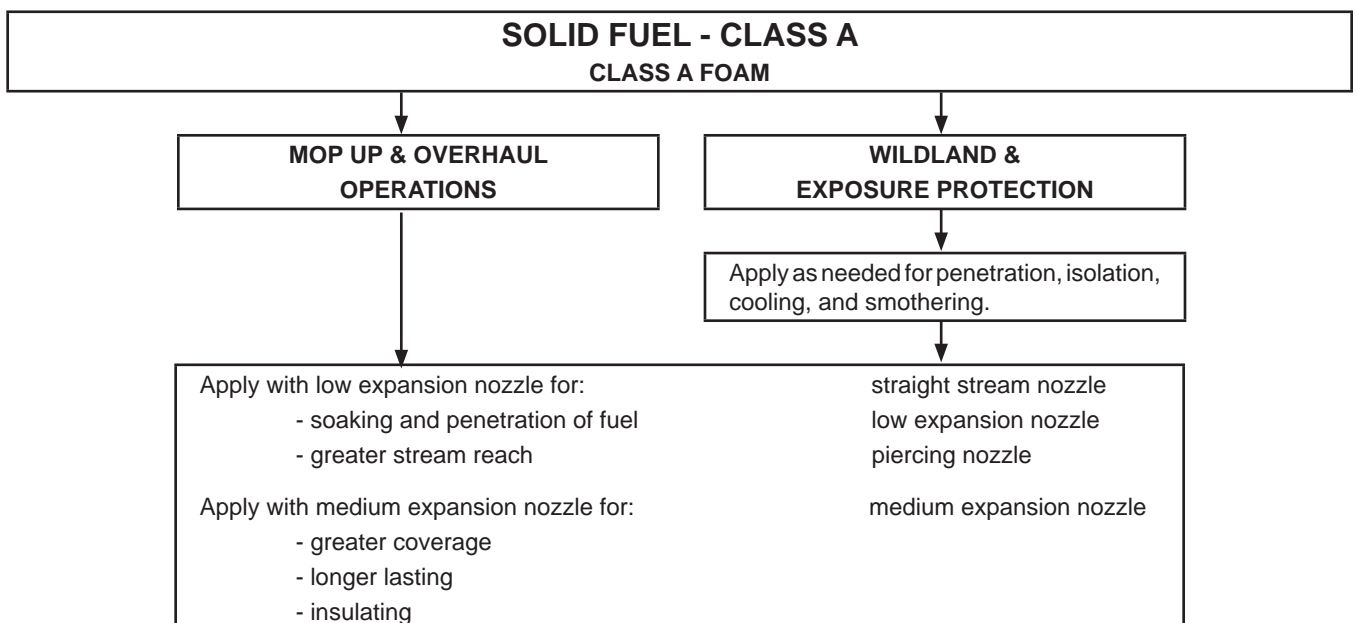 SOLID FUEL - CLASS A
CLASS A FOAM
MOP UP & OVERHAUL
OPERATIONS
WILDLAND &
EXPOSURE PROTECTION
Apply as needed for penetration, isolation,
cooling, and smothering.
Apply with low expansion nozzle for:
- soaking and penetration of fuel
- greater stream reach
Apply with medium expansion nozzle for:
- greater coverage
- longer lasting
- insulating
straight stream nozzle
low expansion nozzle
piercing nozzle
medium expansion nozzle